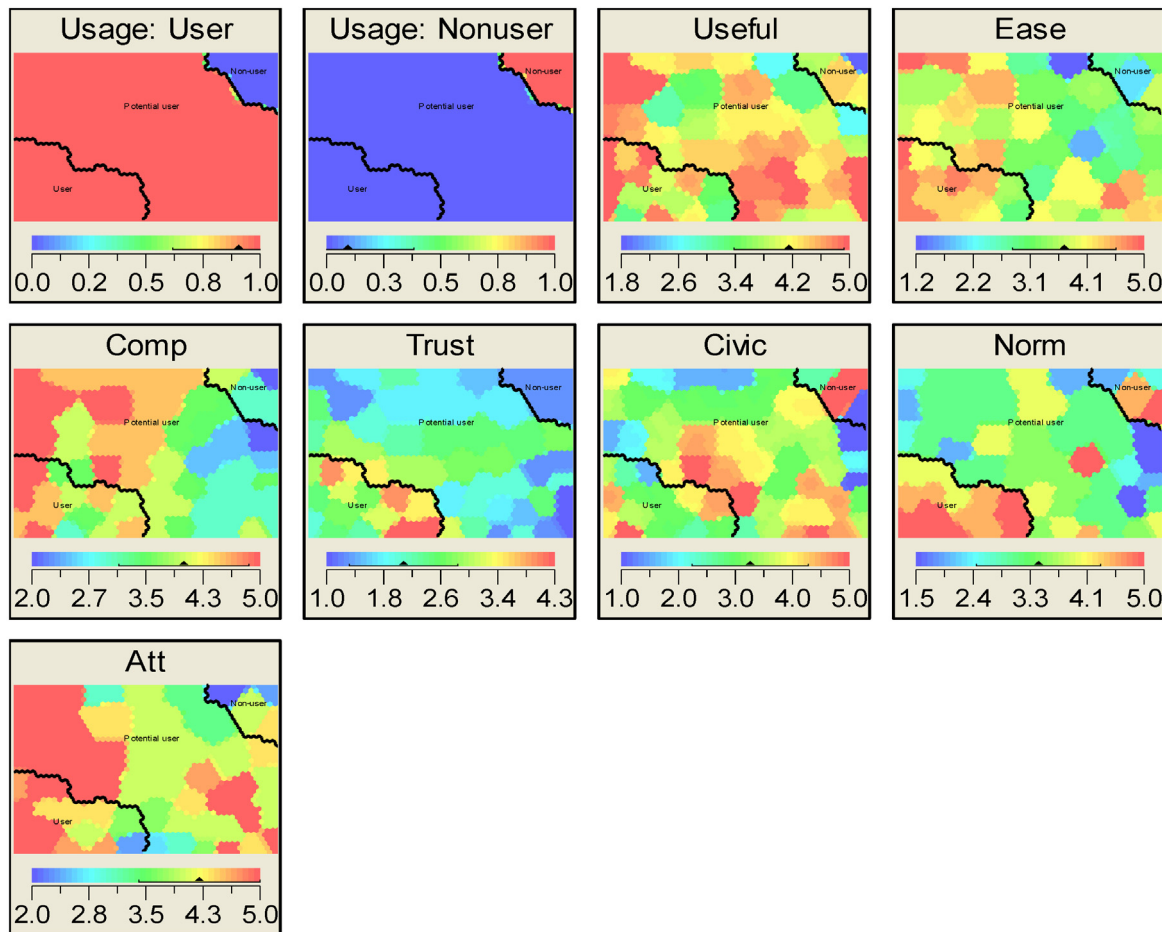 Usage: User
Non-user
Potential user
User
0.0 0.2 0.5 0.8 1.0
Usage: Nonuser
Non-user
Potential user
User
0.0 0.3 0.5 0.8 1.0
Useful
Non-user
Potential user
User
1.8 2.6 3.4 4.2 5.0
Ease
Non-user
Potential user
User
1.2 2.2 3.1 4.1 5.0
Comp
Non-user
Potential user
User
2.0 2.7 3.5 4.3 5.0
Trust
Non-user
Potential user
User
1.0 1.8 2.6 3.4 4.3
Civic
Non-user
Potential user
User
1.0 2.0 3.0 4.0 5.0
Norm
Non-user
Potential user
User
1.5 2.4 3.3 4.1 5.0
Att
Non-user
Potential user
User
2.0 2.8 3.5 4.3 5.0